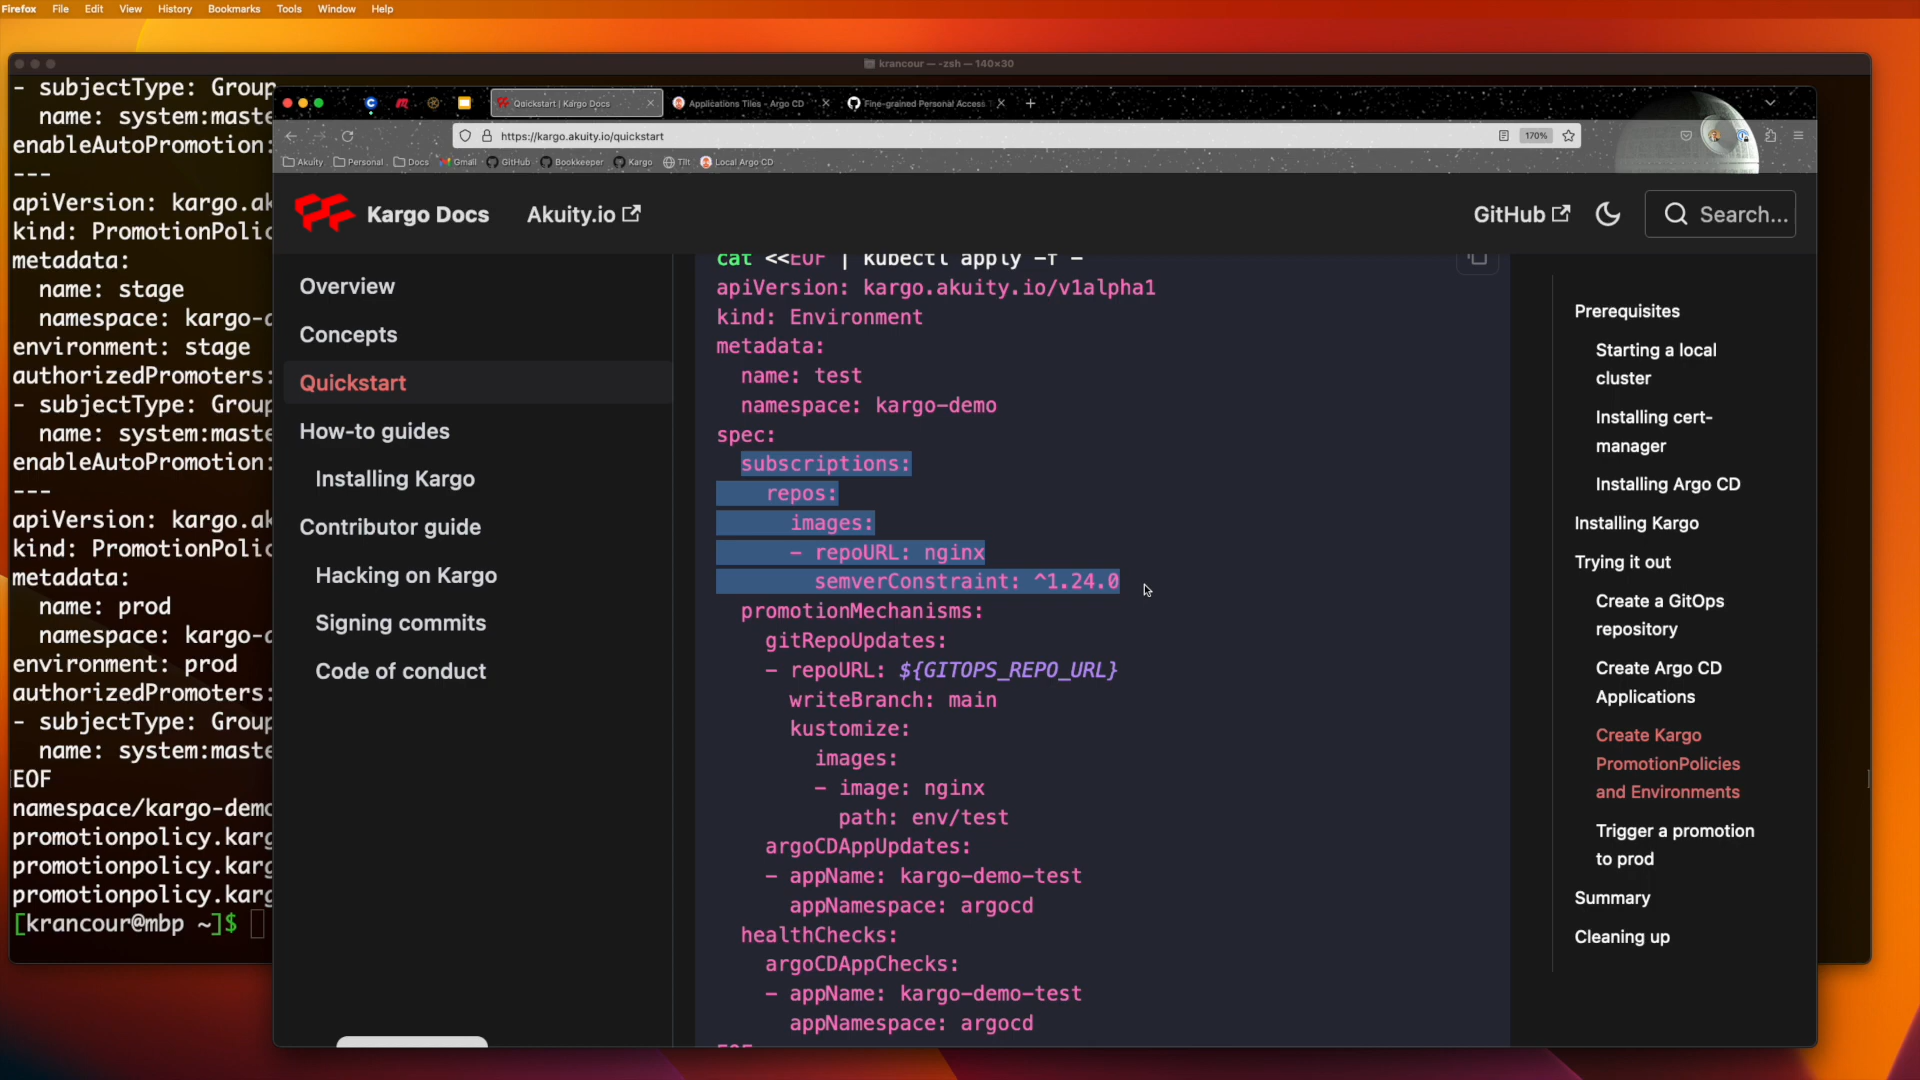 Firefox File Edit View History Bookmarks Tools Window Help
krancour — -zsh — 140×30
- subjectType: Group
name: system:maste
enableAutoPromotion:
---
apiVersion: kargo.ak
kind: PromotionPolic
metadata:
name: stage
namespace: kargo-d
environment: stage
authorizedPromoters:
- subjectType: Group
name: system:maste
enableAutoPromotion:
---
apiVersion: kargo.ak
kind: PromotionPolic
metadata:
name: prod
namespace: kargo-d
environment: prod
authorizedPromoters:
- subjectType: Group
name: system:maste
EOF
namespace/kargo-demo
promotionpolicy.karg
promotionpolicy.karg
promotionpolicy.karg
[krancour@mbp ~]$
Quickstart | Kargo Docs
Applications Tiles - Argo CD
Fine-grained Personal Access
https://kargo.akuity.io/quickstart
170%
Akuity Personal Docs Gmail GitHub Bookkeeper Kargo Tilt Local Argo CD
Kargo Docs
Akuity.io
GitHub
Search...
Overview
Concepts
Quickstart
How-to guides
Installing Kargo
Contributor guide
Hacking on Kargo
Signing commits
Code of conduct
cat <<EOF | kubectl apply -f -
apiVersion: kargo.akuity.io/v1alpha1
kind: Environment
metadata:
name: test
namespace: kargo-demo
spec:
subscriptions:
repos:
images:
- repoURL: nginx
semverConstraint: ^1.24.0
promotionMechanisms:
gitRepoUpdates:
- repoURL: ${GITOPS_REPO_URL}
writeBranch: main
kustomize:
images:
- image: nginx
path: env/test
argoCDAppUpdates:
- appName: kargo-demo-test
appNamespace: argocd
healthChecks:
argoCDAppChecks:
- appName: kargo-demo-test
appNamespace: argocd
EOF
Prerequisites
Starting a local
cluster
Installing cert-
manager
Installing Argo CD
Installing Kargo
Trying it out
Create a GitOps
repository
Create Argo CD
Applications
Create Kargo
PromotionPolicies
and Environments
Trigger a promotion
to prod
Summary
Cleaning up